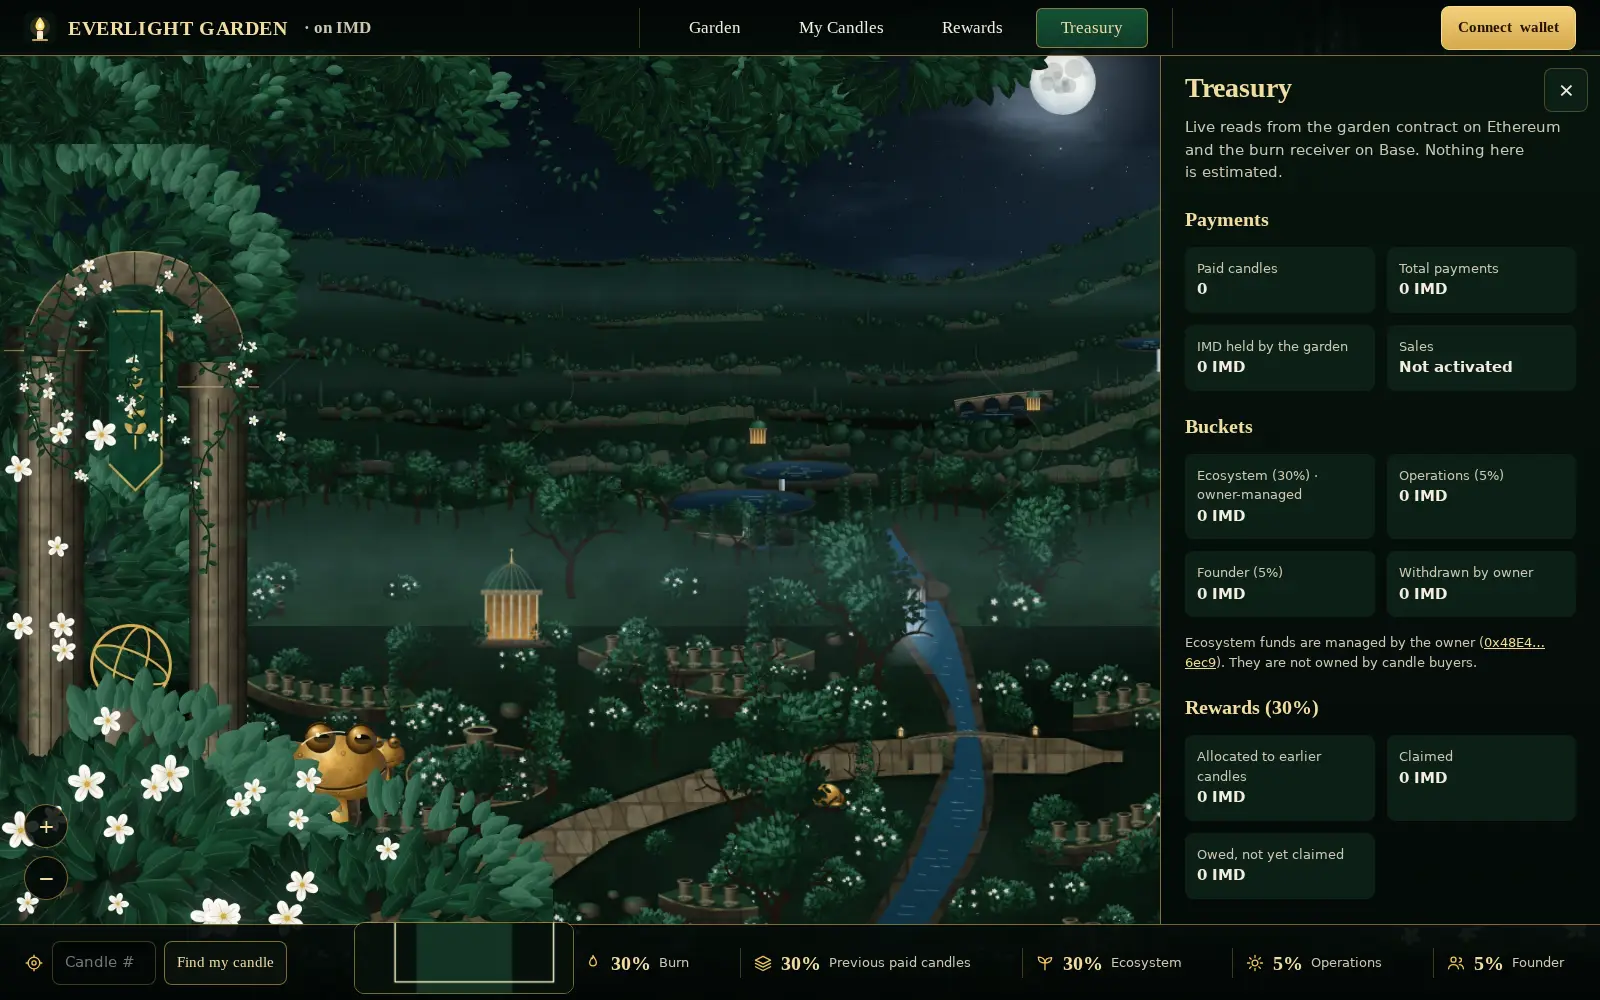 EVERLIGHT GARDEN · on IMD
Garden
My Candles
Rewards
Treasury
Connect wallet
Treasury
Live reads from the garden contract on Ethereum
and the burn receiver on Base. Nothing here
is estimated.
Payments
Paid candles
0
Total payments
0 IMD
IMD held by the garden
0 IMD
Sales
Not activated
Buckets
Ecosystem (30%) ·
owner-managed
0 IMD
Operations (5%)
0 IMD
Founder (5%)
0 IMD
Withdrawn by owner
0 IMD
Ecosystem funds are managed by the owner (0x48E4…
6ec9). They are not owned by candle buyers.
Rewards (30%)
Allocated to earlier
candles
0 IMD
Claimed
0 IMD
Owed, not yet claimed
0 IMD
Candle #
Find my candle
30% Burn
30% Previous paid candles
30% Ecosystem
5% Operations
5% Founder